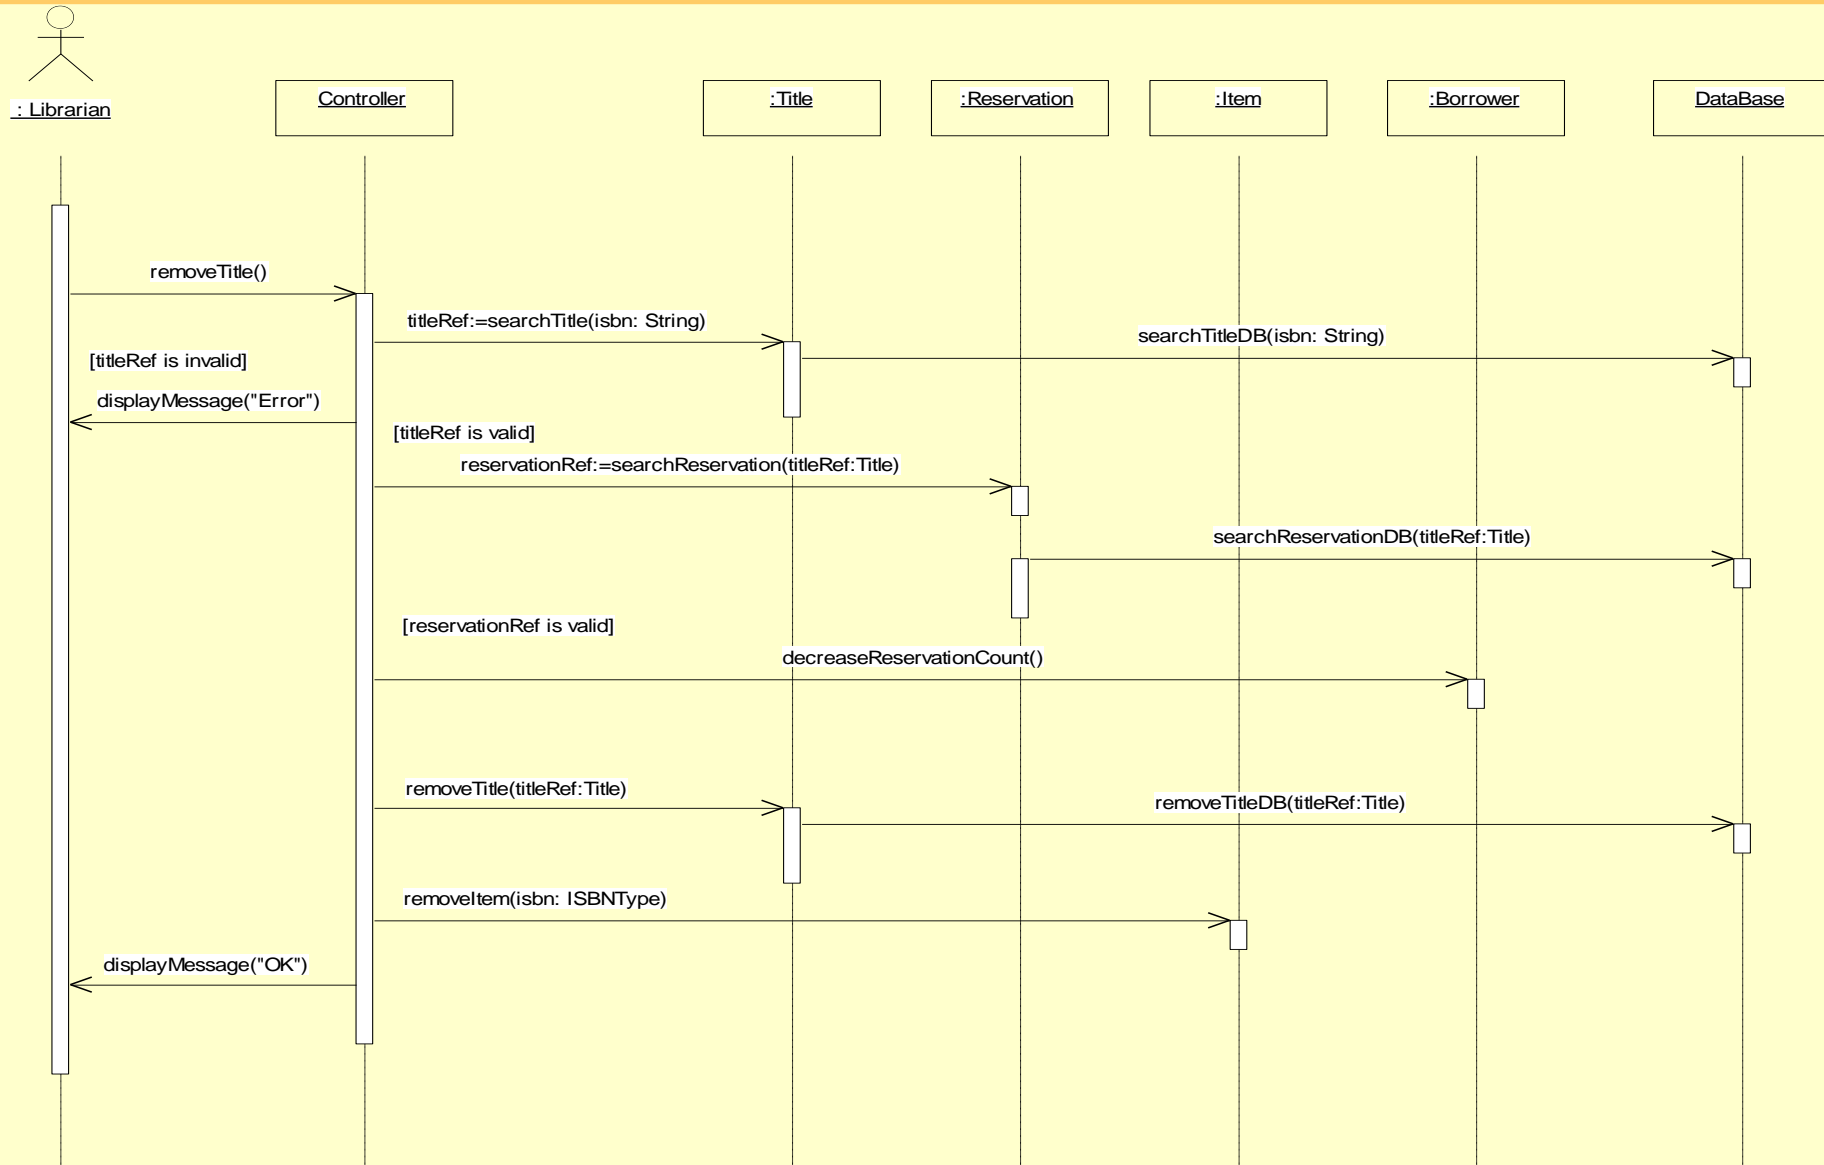 : Librarian
Controller
:Title
:Reservation
:Item
:Borrower
DataBase
removeTitle()
titleRef:=searchTitle(isbn: String)
searchTitleDB(isbn: String)
[titleRef is invalid]
displayMessage("Error")
[titleRef is valid]
reservationRef:=searchReservation(titleRef:Title)
searchReservationDB(titleRef:Title)
[reservationRef is valid]
decreaseReservationCount()
removeTitle(titleRef:Title)
removeTitleDB(titleRef:Title)
removeItem(isbn: ISBNType)
displayMessage("OK")